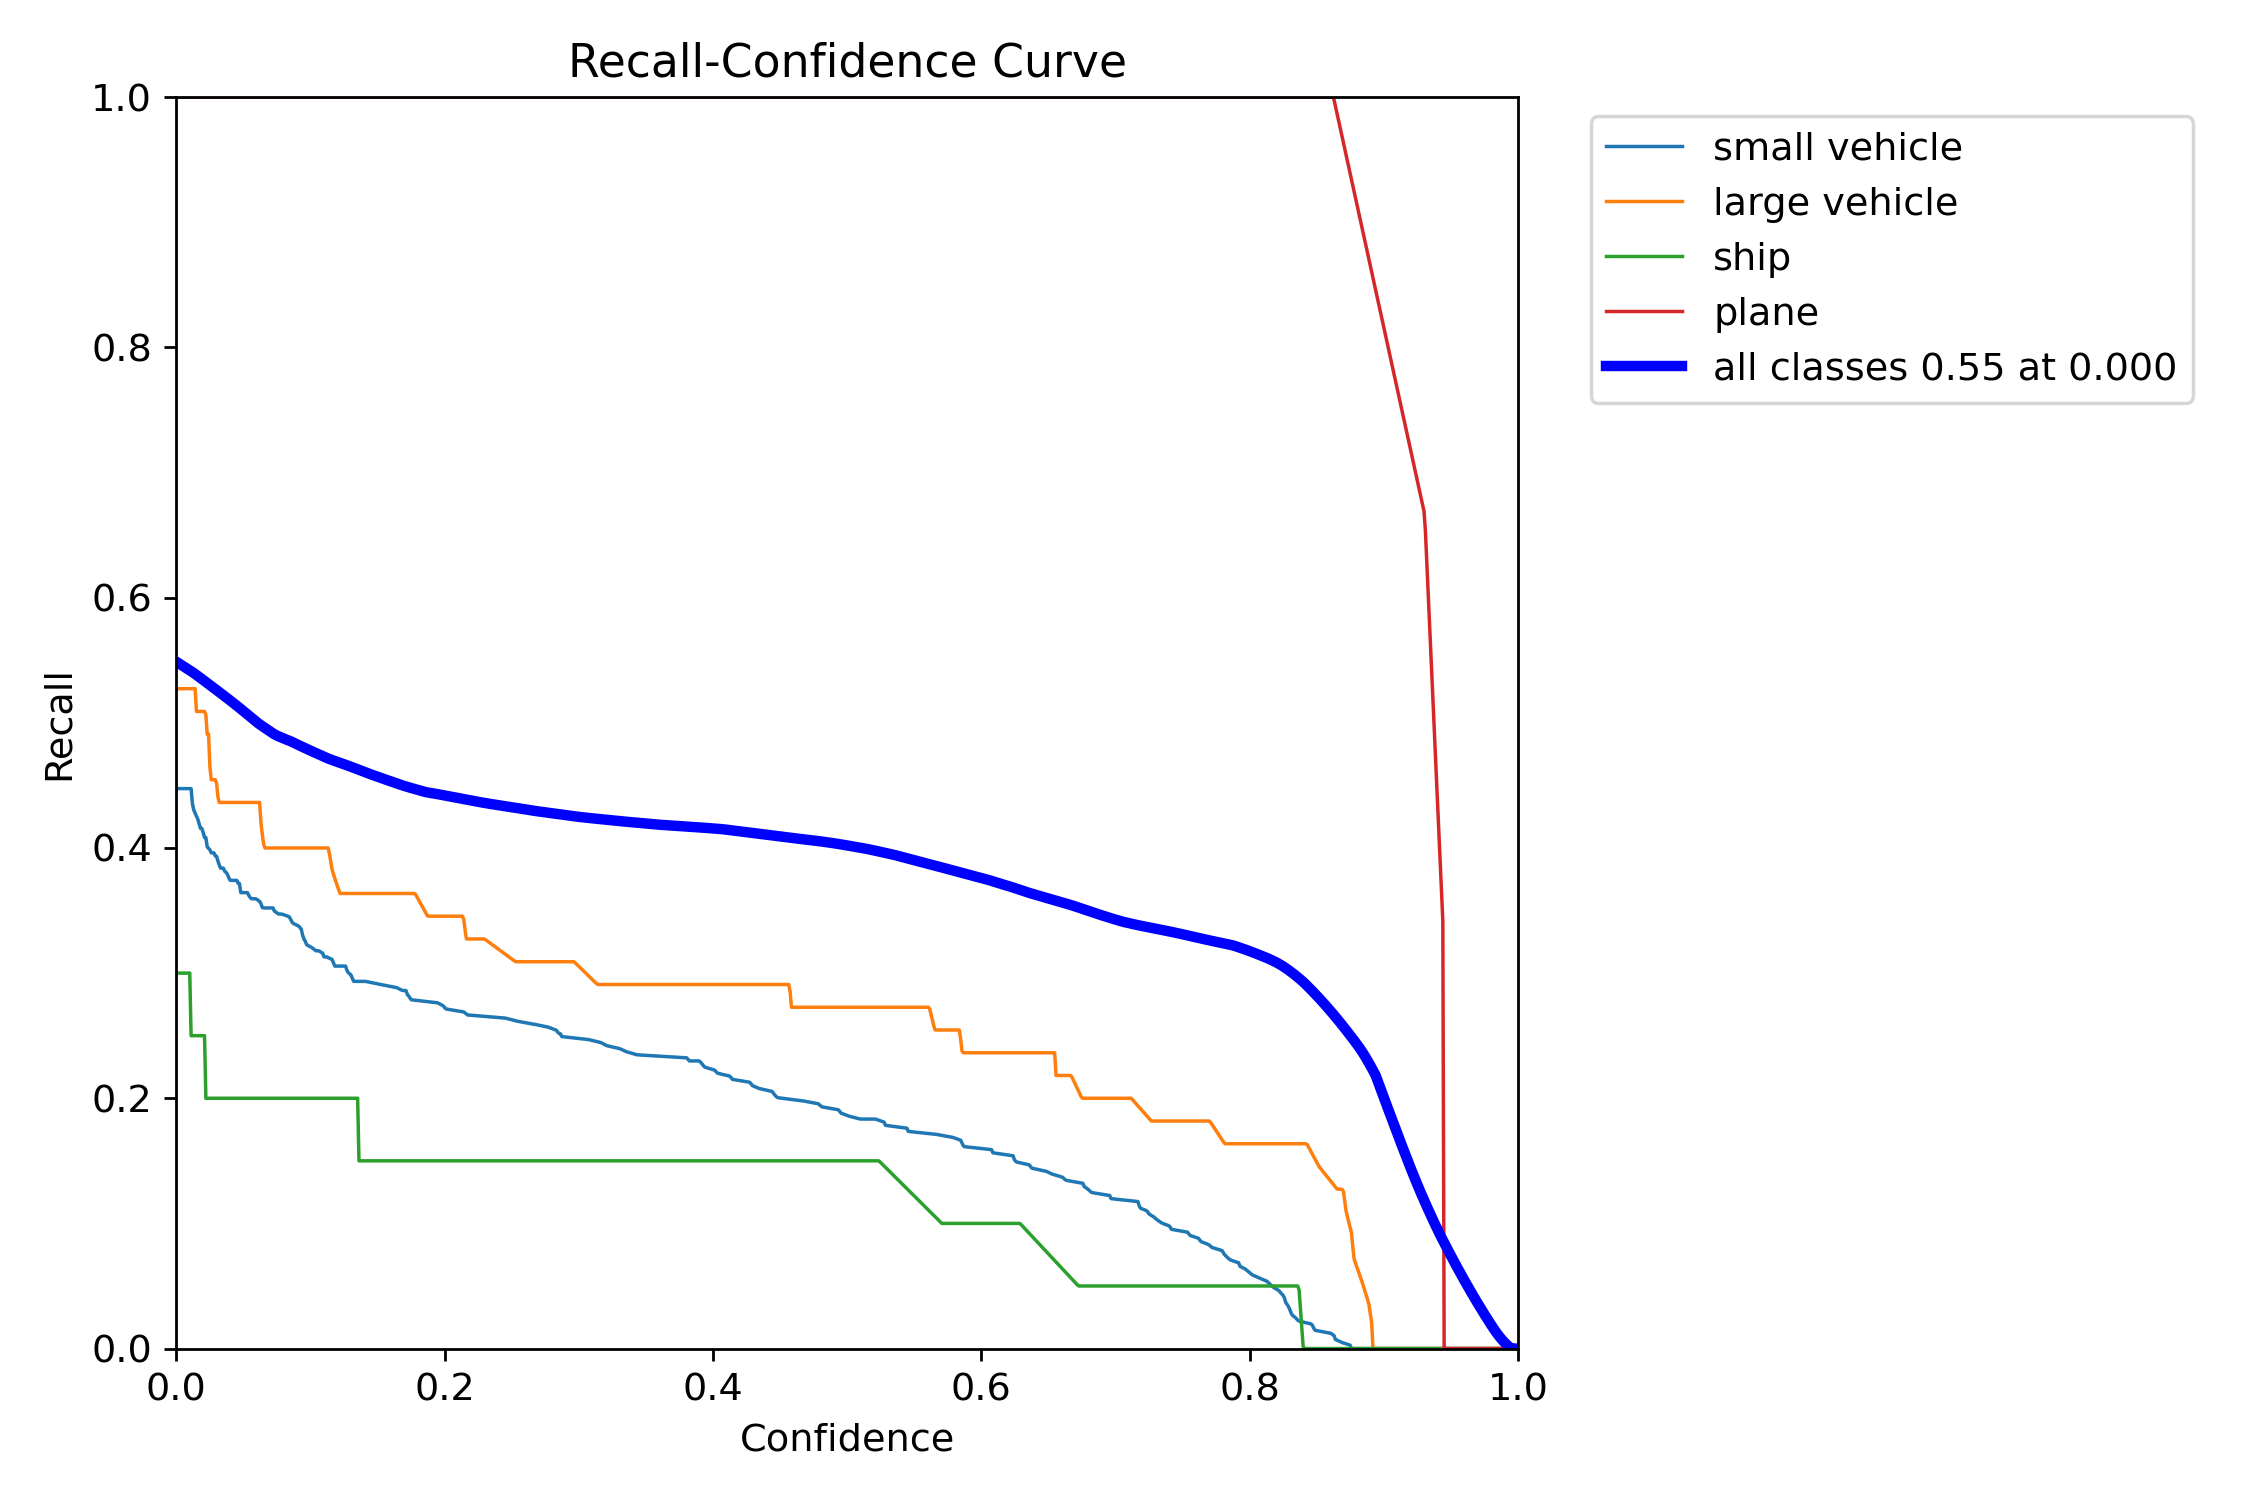 Recall-Confidence Curve
1.0
0.8
0.6
0.4
0.2
0.0
Recall
0.0 0.2 0.4 0.6 0.8 1.0
Confidence
small vehicle
large vehicle
ship
plane
all classes 0.55 at 0.000